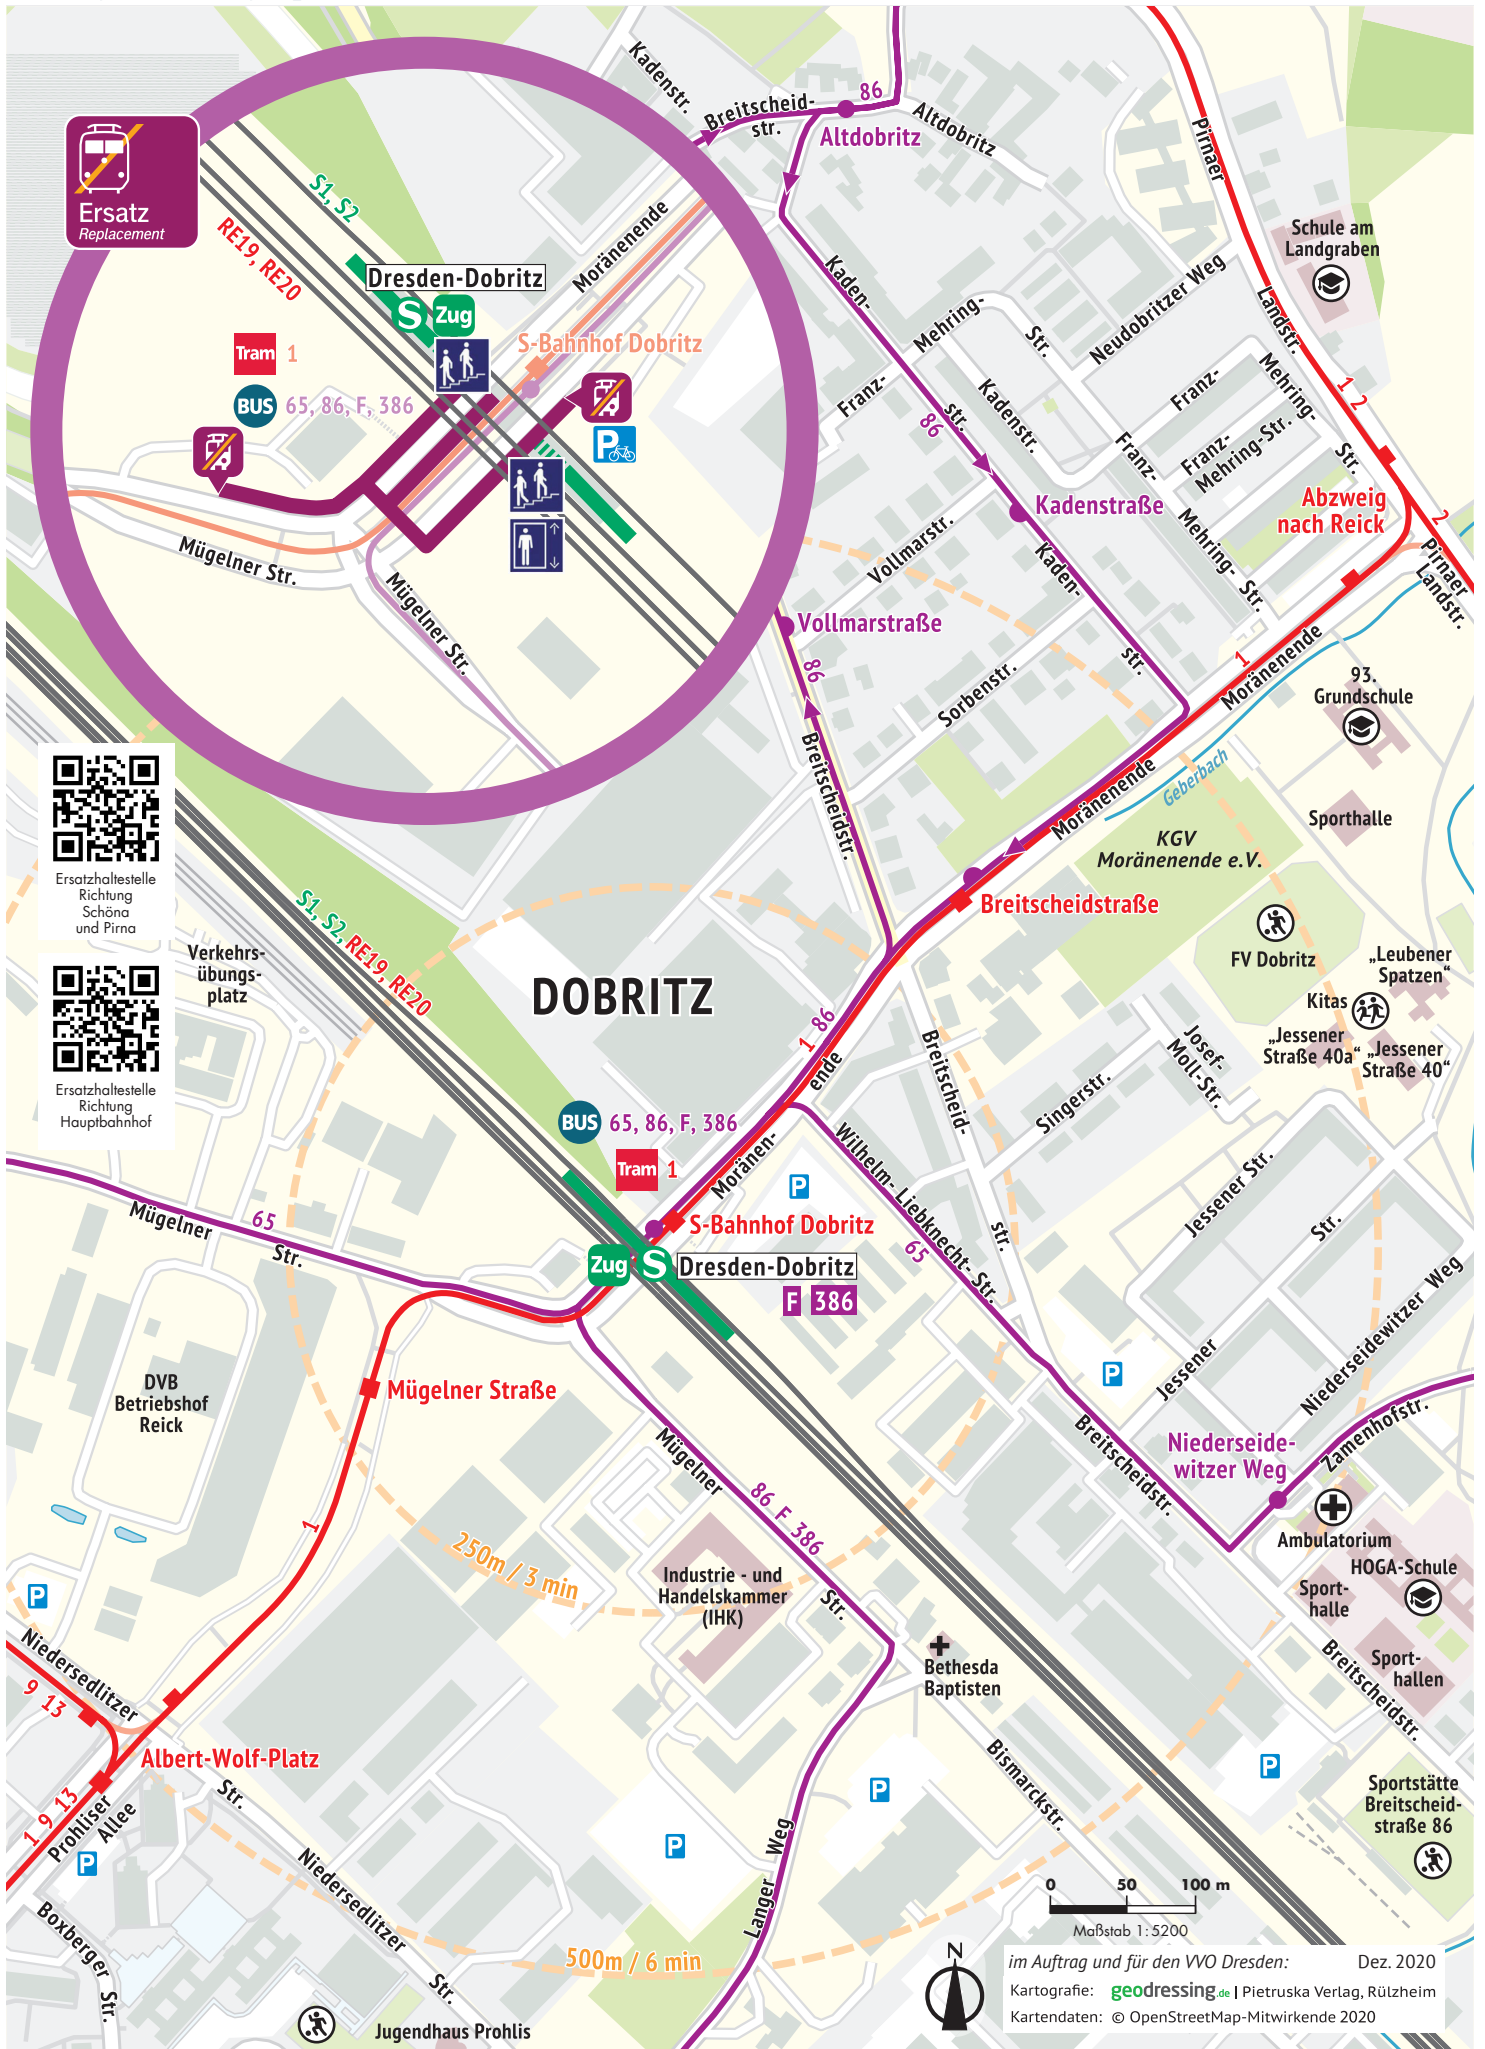 Kadenstr.
Breitscheid-
str.
86
Altdobritz
Altdobritz
Pirnaer
Landstr.
Schule am
Landgraben
Ersatz
Replacement
S1, S2
RE19, RE20
Dresden-Dobritz
S
Zug
Moränenende
S-Bahnhof Dobritz
Tram 1
BUS 65, 86, F, 386
P
Mügelner Str.
Mügelner Str.
Kaden-
str.
86
Mehring-
Str.
Franz-
Kadenstr.
Neudobritzer Weg
Mehring-
Str.
Franz-
Franz-
Mehring-Str.
Franz-
Mehring- Str.
1 2
2
Abzweig
nach Reick
Pirnaer
Landstr.
Kadenstraße
Kaden-
str.
Vollmarstr.
Vollmarstraße
86
Sorbenstr.
Breitscheidstr.
1
Moränenende
Moränenende
Geberbach
93.
Grundschule
Sporthalle
KGV
Moränenende e.V.
Breitscheidstraße
FV Dobritz
„Leubener
Spatzen“
Kitas
„Jessener
Straße 40a“
„Jessener
Straße 40“
Ersatzhaltestelle
Richtung
Schöna
und Pirna
Ersatzhaltestelle
Richtung
Hauptbahnhof
Verkehrs-
übungs-
platz
S1, S2, RE19, RE20
DOBRITZ
1 86
Moränen-
ende
Breitscheid-
str.
Josef-
Moll-Str.
Singerstr.
BUS 65, 86, F, 386
Tram 1
P
S-Bahnhof Dobritz
Zug S Dresden-Dobritz
F 386
Wilhelm- Liebknecht- Str.
65
Jessener Str.
Jessener
Str.
Niederseidewitzer Weg
Mügelner
Str.
65
DVB
Betriebshof
Reick
Mügelner Straße
1
Mügelner
Str.
86 F 386
250m / 3 min
Industrie - und
Handelskammer
(IHK)
P
Breitscheidstr.
Niederseide-
witzer Weg
Zamenhofstr.
Ambulatorium
HOGA-Schule
Sport-
halle
Sport-
hallen
Breitscheidstr.
P
Niedersedlitzer
Str.
9 13
Albert-Wolf-Platz
1 9 13
Prohliser
Allee
P
Boxberger
Str.
Niedersedlitzer
Str.
Bethesda
Baptisten
Bismarckstr.
P
P
P
Langer Weg
500m / 6 min
Jugendhaus Prohlis
Sportstätte
Breitscheid-
straße 86
0 50 100 m
Maßstab 1:5200
N
im Auftrag und für den VVO Dresden: Dez. 2020
Kartografie: geodressing.de | Pietruska Verlag, Rülzheim
Kartendaten: © OpenStreetMap-Mitwirkende 2020